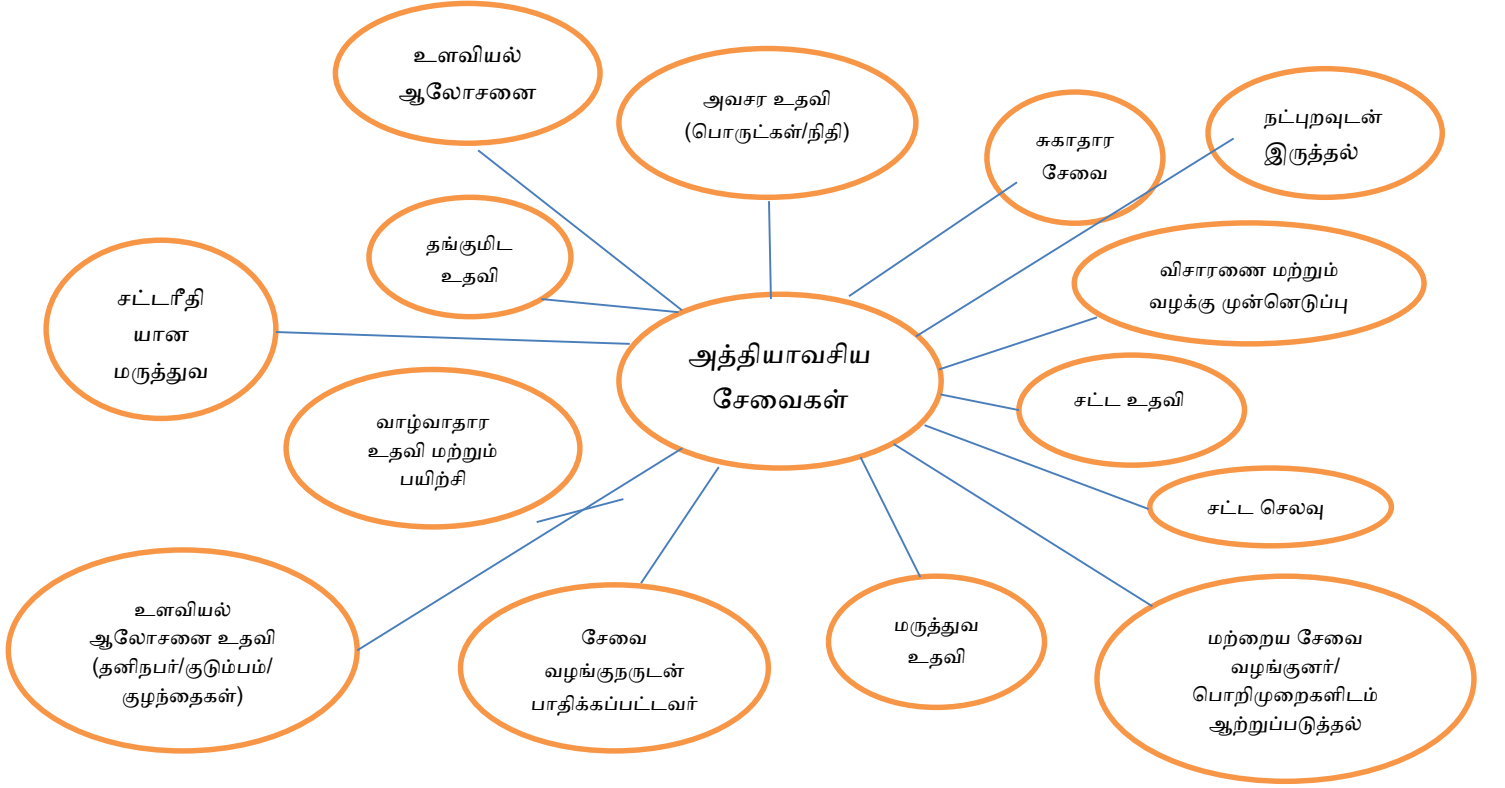 உளவியல்
ஆலோசனை
அவசர உதவி
(பொருட்கள்/நிதி)
சுகாதார
சேவை
நட்புறவுடன்
இருத்தல்
தங்குமிட
உதவி
விசாரணை மற்றும்
வழக்கு முன்னெடுப்பு
சட்டரீதி
யான
மருத்துவ
அத்தியாவசிய
சேவைகள்
சட்ட உதவி
வாழ்வாதார
உதவி மற்றும்
பயிற்சி
சட்ட செலவு
உளவியல்
ஆலோசனை உதவி
(தனிநபர்/குடும்பம்/
குழந்தைகள்)
சேவை
வழங்குநருடன்
பாதிக்கப்பட்டவர்
மருத்துவ
உதவி
மற்றைய சேவை
வழங்குனர்/
பொறிமுறைகளிடம்
ஆற்றுப்படுத்தல்